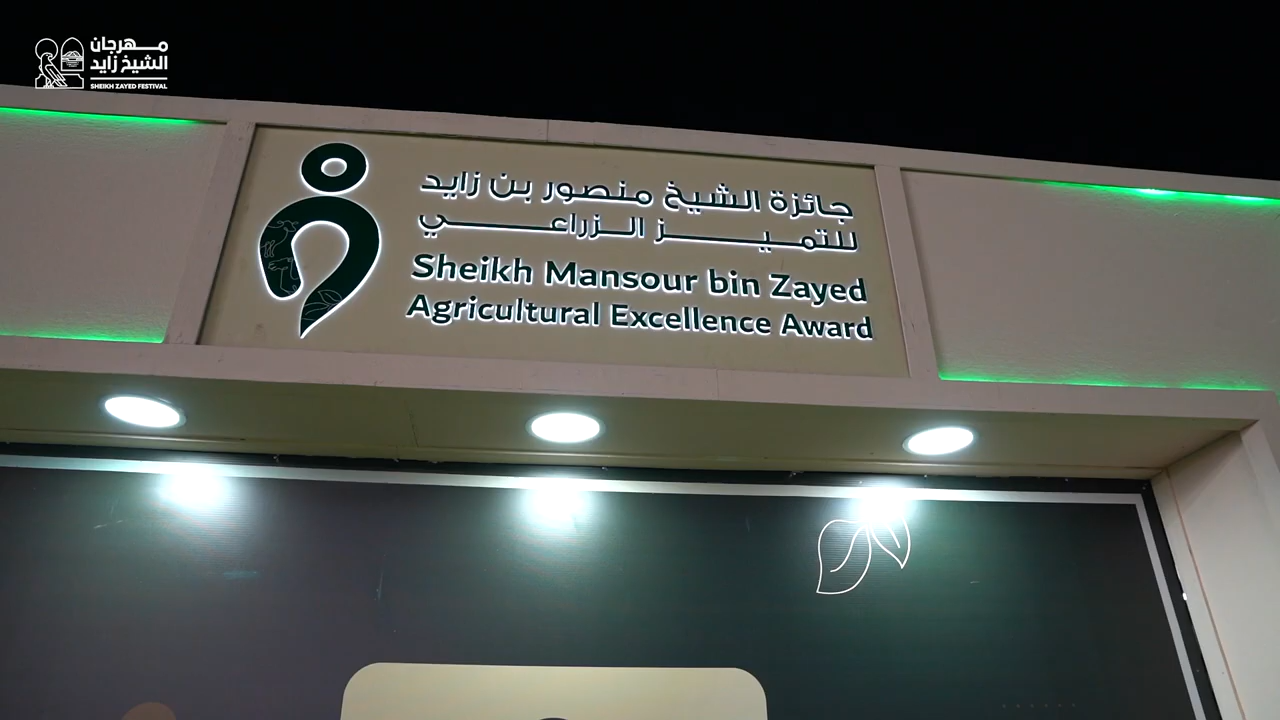 مهرجان
الشيخ زايد
SHEIKH ZAYED FESTIVAL
جائزة الشيخ منصور بن زايد
للتميز الزراعي
Sheikh Mansour bin Zayed
Agricultural Excellence Award